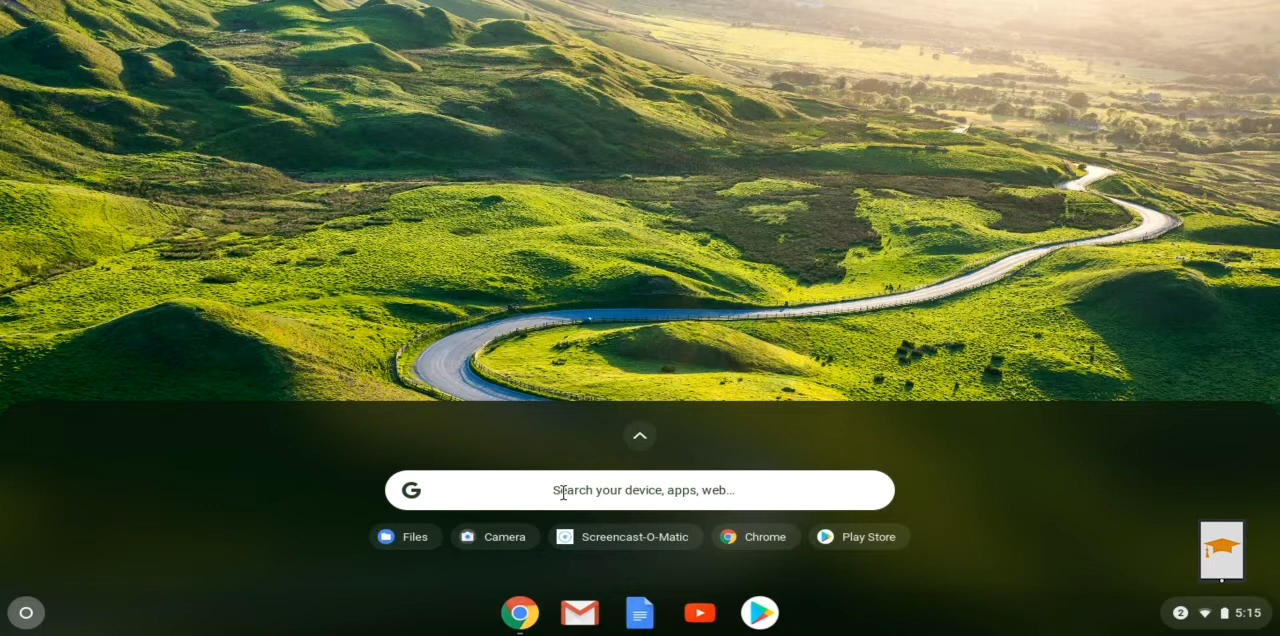 Search your device, apps, web...
Files Camera Screencast-O-Matic Chrome Play Store
2 5:15